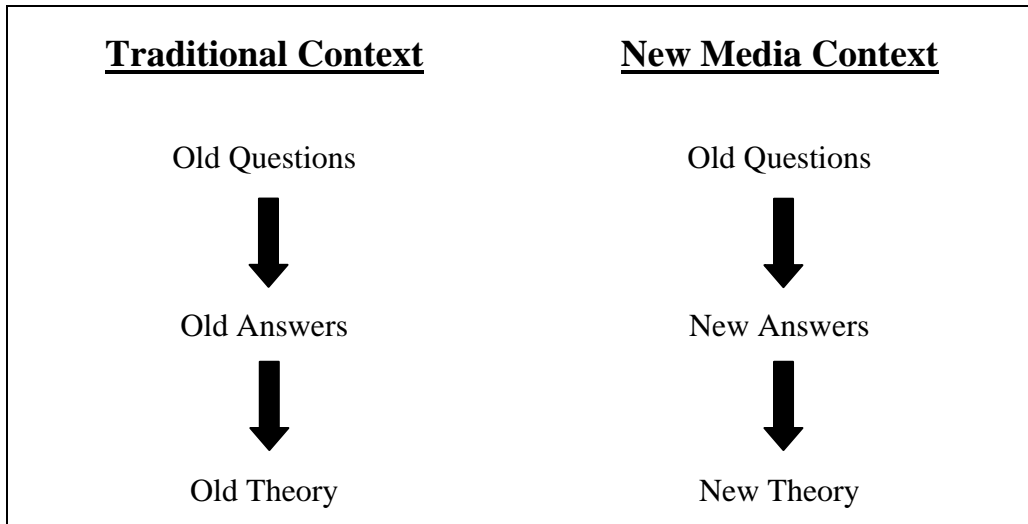 Traditional Context
Old Questions
Old Answers
Old Theory
New Media Context
Old Questions
New Answers
New Theory